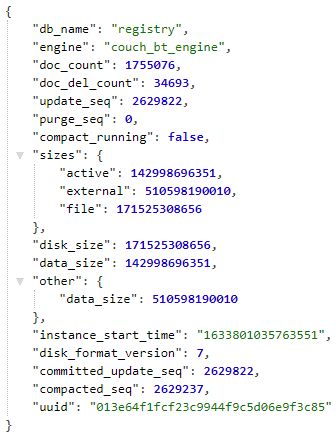 {
"db_name": "registry",
"engine": "couch_bt_engine",
"doc_count": 1755076,
"doc_del_count": 34693,
"update_seq": 2629822,
"purge_seq": 0,
"compact_running": false,
"sizes": {
"active": 142998696351,
"external": 510598190010,
"file": 171525308656
},
"disk_size": 171525308656,
"data_size": 142998696351,
"other": {
"data_size": 510598190010
},
"instance_start_time": "1633801035763551",
"disk_format_version": 7,
"committed_update_seq": 2629822,
"compacted_seq": 2629237,
"uuid": "013e64f1fcf23c9944f9c5d06e9f3c85"
}